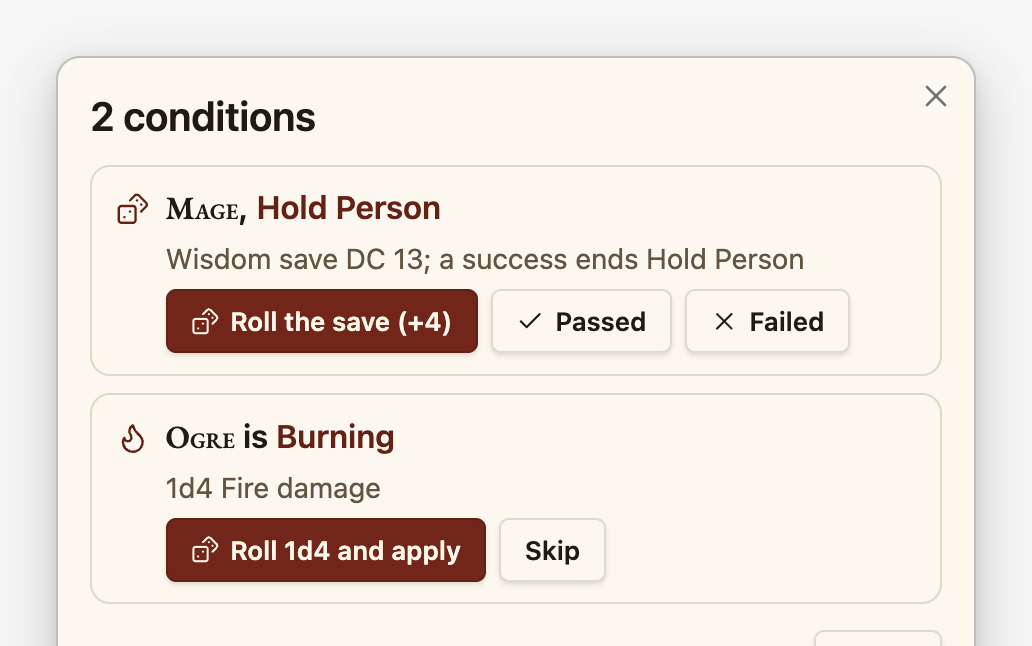 2 conditions
Mage, Hold Person
Wisdom save DC 13; a success ends Hold Person
Roll the save (+4) Passed Failed
Ogre is Burning
1d4 Fire damage
Roll 1d4 and apply Skip